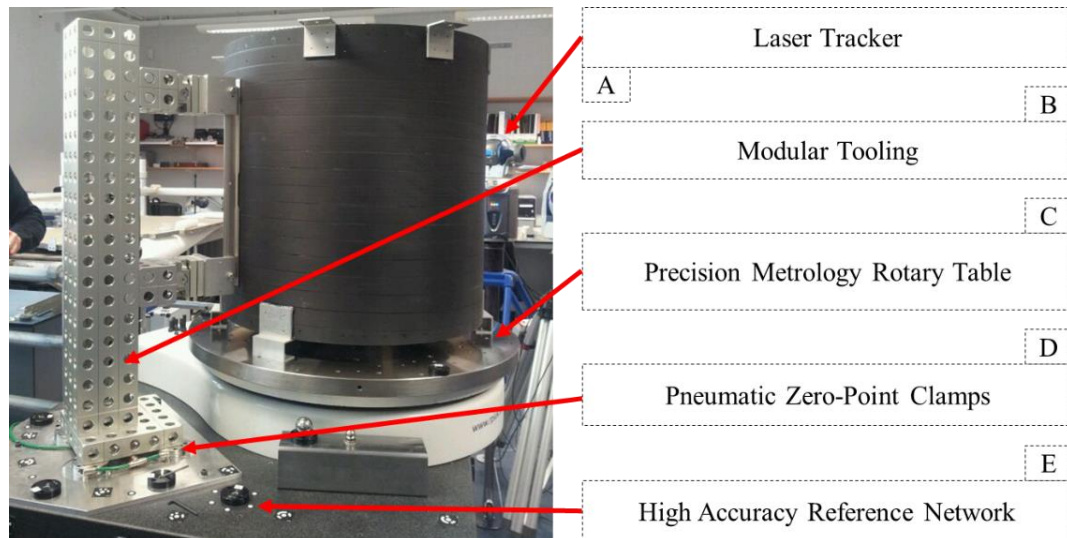 Laser Tracker
A
B
Modular Tooling
C
Precision Metrology Rotary Table
D
Pneumatic Zero-Point Clamps
E
High Accuracy Reference Network